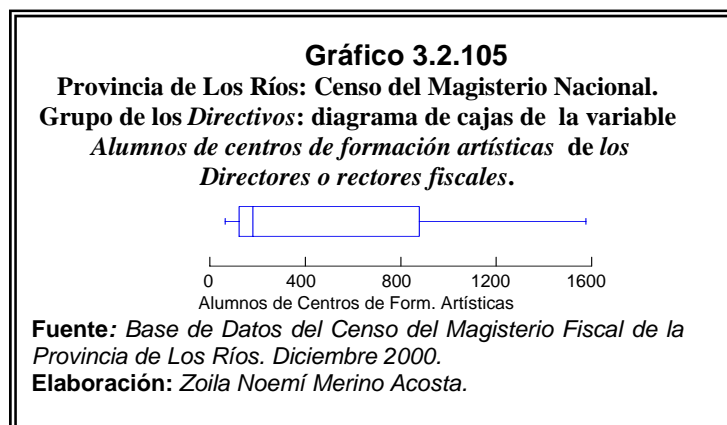 Gráfico 3.2.105
Provincia de Los Ríos: Censo del Magisterio Nacional.
Grupo de los Directivos: diagrama de cajas de la variable
Alumnos de centros de formación artísticas de los
Directores o rectores fiscales.
0 400 800 1200 1600
Alumnos de Centros de Form. Artísticas
Fuente: Base de Datos del Censo del Magisterio Fiscal de la
Provincia de Los Ríos. Diciembre 2000.
Elaboración: Zoila Noemí Merino Acosta.